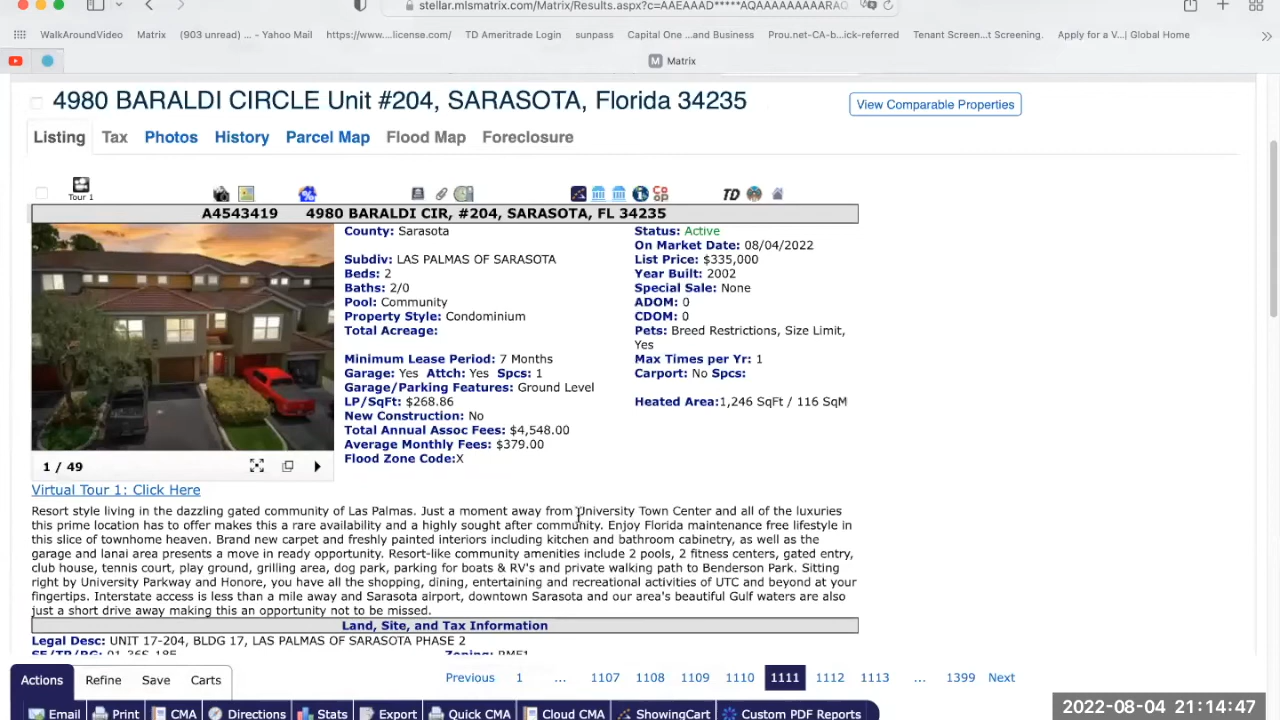 stellar.mlsmatrix.com/Matrix/Results.aspx?c=AAEAAAD*****AQAAAAAAAAARAQ
WalkAroundVideo Matrix (903 unread) ... - Yahoo Mail https://www....license.com/ TD Ameritrade Login sunpass Capital One ...and Business Prou.net-CA-b...ick-referred Tenant Screen...t Screening. Apply for a V...| Global Home
Matrix
4980 BARALDI CIRCLE Unit #204, SARASOTA, Florida 34235
View Comparable Properties
Listing Tax Photos History Parcel Map Flood Map Foreclosure
Tour 1
CO OP
TD
A4543419 4980 BARALDI CIR, #204, SARASOTA, FL 34235
County: Sarasota
Subdiv: LAS PALMAS OF SARASOTA
Beds: 2
Baths: 2/0
Pool: Community
Property Style: Condominium
Total Acreage:
Minimum Lease Period: 7 Months
Garage: Yes Attch: Yes Spcs: 1
Garage/Parking Features: Ground Level
LP/SqFt: $268.86
New Construction: No
Total Annual Assoc Fees: $4,548.00
Average Monthly Fees: $379.00
Flood Zone Code:X
Status: Active
On Market Date: 08/04/2022
List Price: $335,000
Year Built: 2002
Special Sale: None
ADOM: 0
CDOM: 0
Pets: Breed Restrictions, Size Limit,
Yes
Max Times per Yr: 1
Carport: No Spcs:
Heated Area:1,246 SqFt / 116 SqM
1 / 49
Virtual Tour 1: Click Here
Resort style living in the dazzling gated community of Las Palmas. Just a moment away from University Town Center and all of the luxuries
this prime location has to offer makes this a rare availability and a highly sought after community. Enjoy Florida maintenance free lifestyle in
this slice of townhome heaven. Brand new carpet and freshly painted interiors including kitchen and bathroom cabinetry, as well as the
garage and lanai area presents a move in ready opportunity. Resort-like community amenities include 2 pools, 2 fitness centers, gated entry,
club house, tennis court, play ground, grilling area, dog park, parking for boats & RV's and private walking path to Benderson Park. Sitting
right by University Parkway and Honore, you have all the shopping, dining, entertaining and recreational activities of UTC and beyond at your
fingertips. Interstate access is less than a mile away and Sarasota airport, downtown Sarasota and our area's beautiful Gulf waters are also
just a short drive away making this an opportunity not to be missed.
Land, Site, and Tax Information
Legal Desc: UNIT 17-204, BLDG 17, LAS PALMAS OF SARASOTA PHASE 2
SE/TP/RG: 01-36S-18E Zoning: RMF1
Actions Refine Save Carts
Previous 1 ... 1107 1108 1109 1110 1111 1112 1113 ... 1399 Next
Email Print CMA Directions Stats Export Quick CMA Cloud CMA ShowingCart Custom PDF Reports
2022-08-04 21:14:47